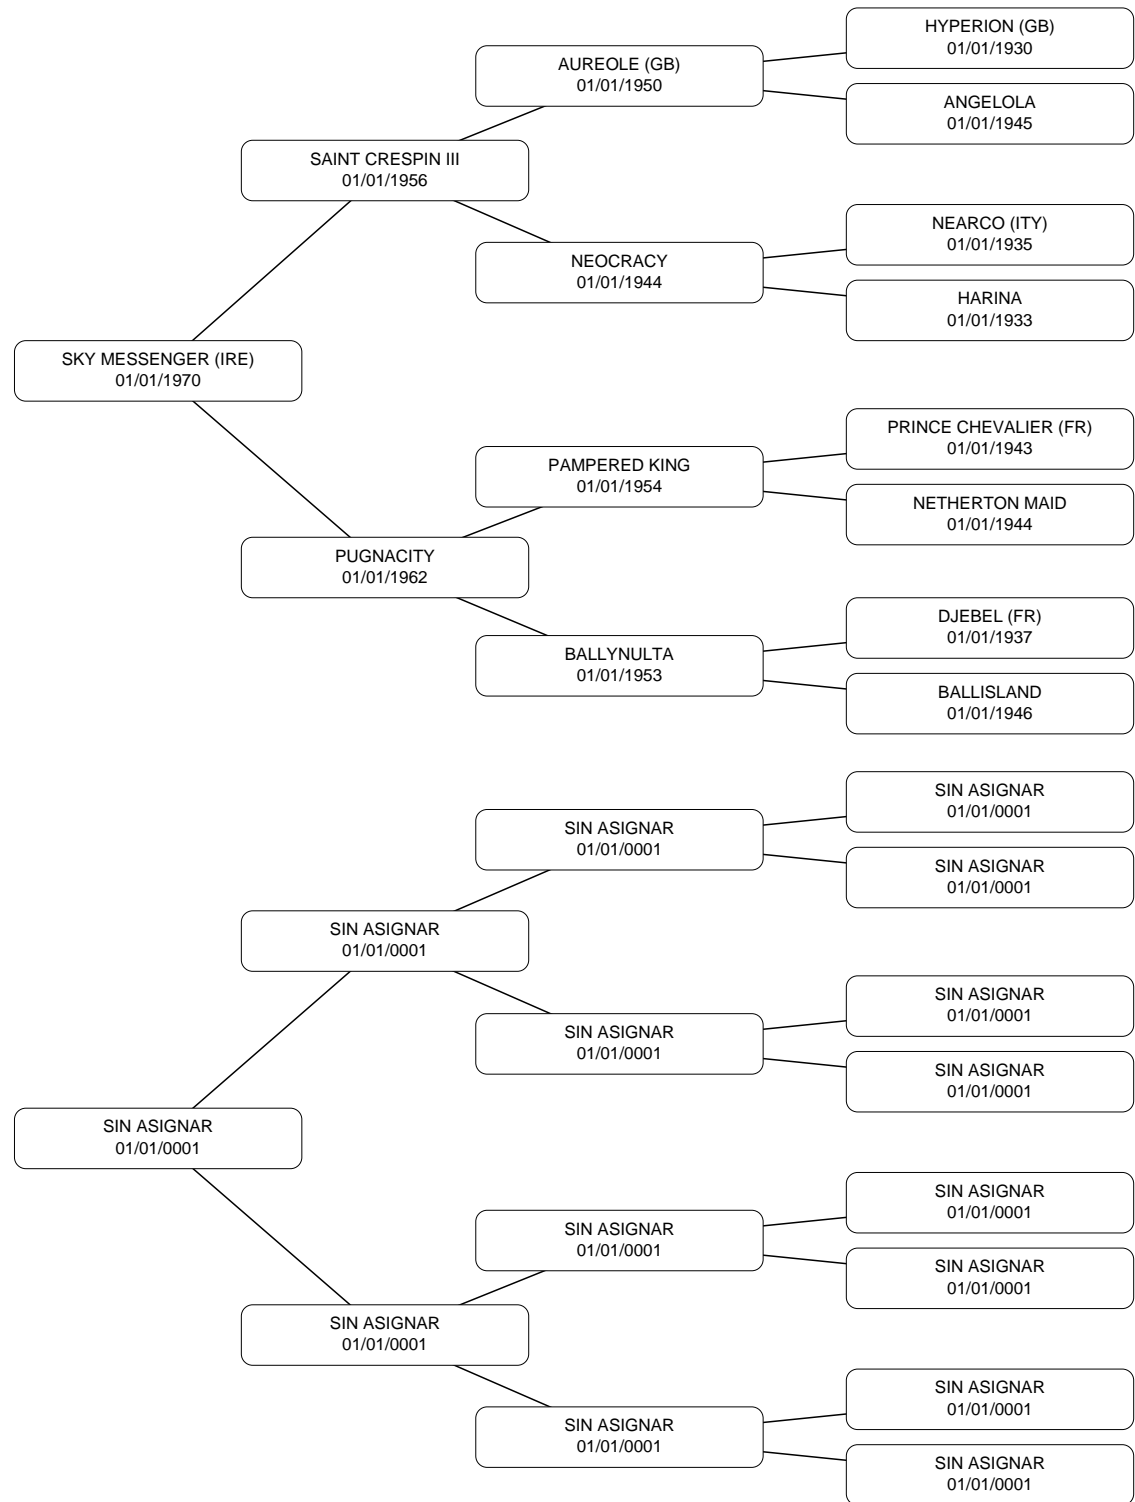 HYPERION (GB)
01/01/1930
AUREOLE (GB)
01/01/1950
ANGELOLA
01/01/1945
SAINT CRESPIN III
01/01/1956
NEARCO (ITY)
01/01/1935
NEOCRACY
01/01/1944
HARINA
01/01/1933
SKY MESSENGER (IRE)
01/01/1970
PRINCE CHEVALIER (FR)
01/01/1943
PAMPERED KING
01/01/1954
NETHERTON MAID
01/01/1944
PUGNACITY
01/01/1962
DJEBEL (FR)
01/01/1937
BALLYNULTA
01/01/1953
BALLISLAND
01/01/1946
SIN ASIGNAR
01/01/0001
SIN ASIGNAR
01/01/0001
SIN ASIGNAR
01/01/0001
SIN ASIGNAR
01/01/0001
SIN ASIGNAR
01/01/0001
SIN ASIGNAR
01/01/0001
SIN ASIGNAR
01/01/0001
SIN ASIGNAR
01/01/0001
SIN ASIGNAR
01/01/0001
SIN ASIGNAR
01/01/0001
SIN ASIGNAR
01/01/0001
SIN ASIGNAR
01/01/0001
SIN ASIGNAR
01/01/0001
SIN ASIGNAR
01/01/0001
SIN ASIGNAR
01/01/0001